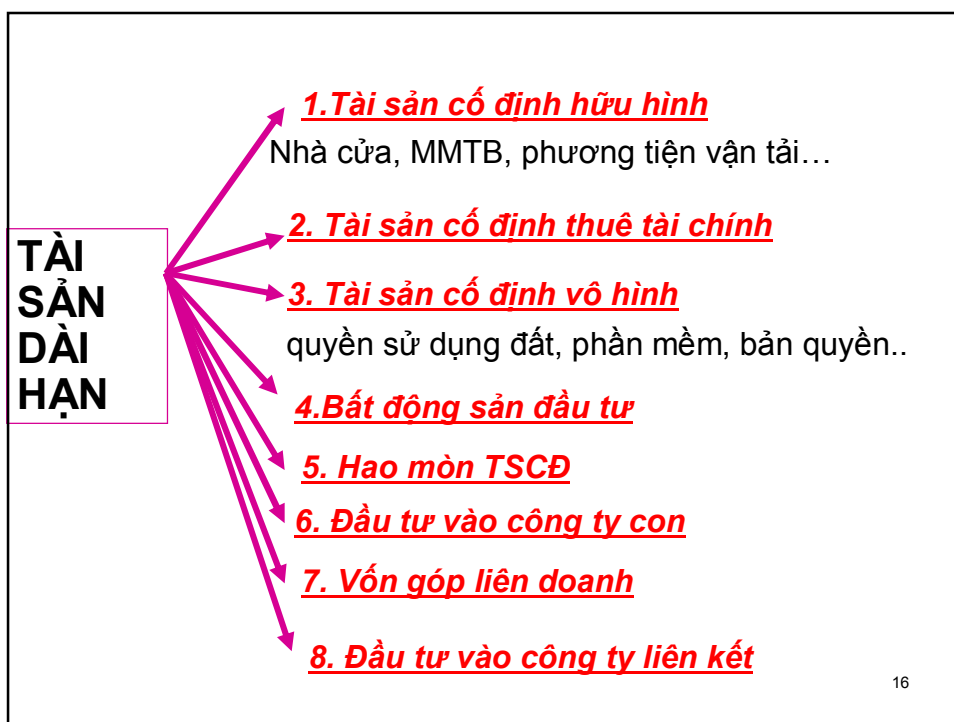 1.Tài sản cố định hữu hình
Nhà cửa, MMTB, phương tiện vận tải…
2. Tài sản cố định thuê tài chính
TÀI
SẢN
DÀI
HẠN
3. Tài sản cố định vô hình
quyền sử dụng đất, phần mềm, bản quyền..
4.Bất động sản đầu tư
5. Hao mòn TSCĐ
6. Đầu tư vào công ty con
7. Vốn góp liên doanh
8. Đầu tư vào công ty liên kết
16